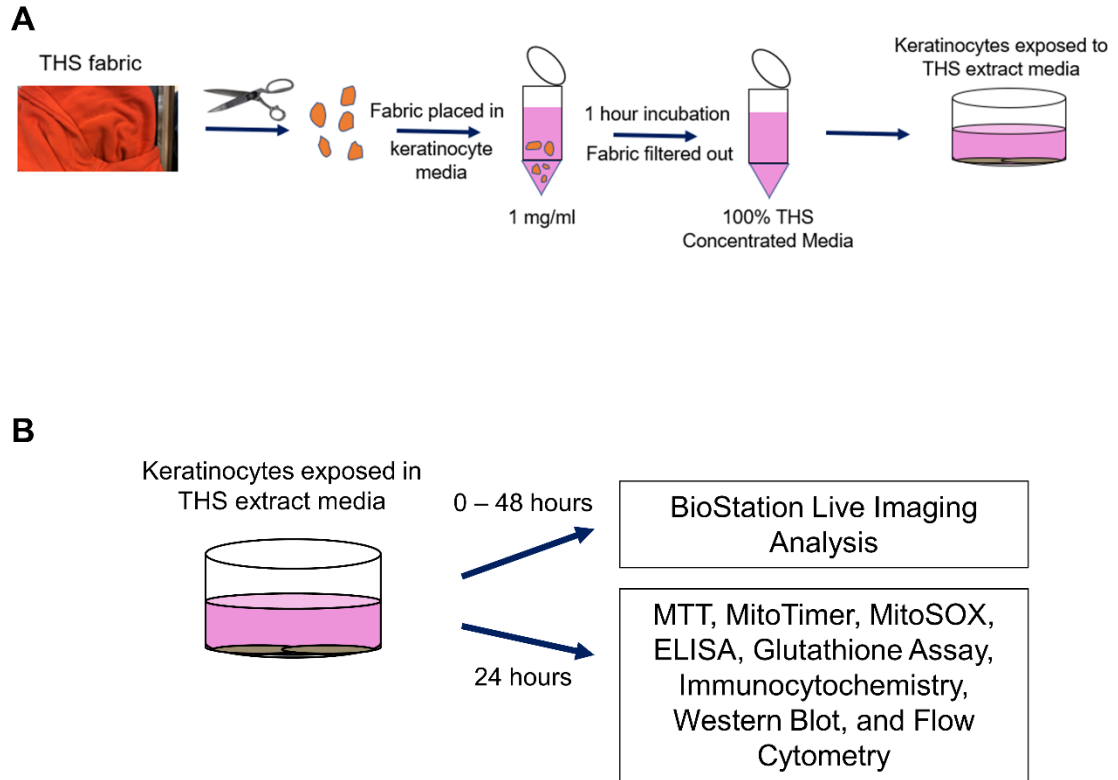 A
THS fabric
Fabric placed in
keratinocyte
media
1 mg/ml
1 hour incubation
Fabric filtered out
100% THS
Concentrated Media
Keratinocytes exposed to
THS extract media
B
Keratinocytes exposed in
THS extract media
0 – 48 hours
24 hours
BioStation Live Imaging
Analysis
MTT, MitoTimer, MitoSOX,
ELISA, Glutathione Assay,
Immunocytochemistry,
Western Blot, and Flow
Cytometry